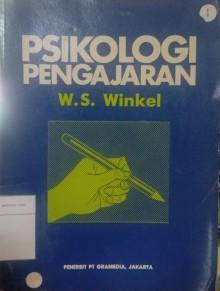 PSIKOLOGI
PENGAJARAN
W.S. Winkel
PENERBIT PT GRAMEDIA, JAKARTA